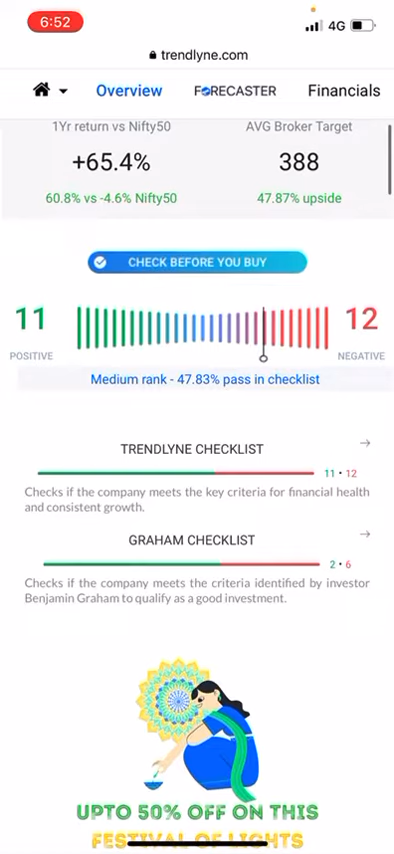 6:52
4G
trendlyne.com
Overview FORECASTER Financials
1Yr return vs Nifty50 AVG Broker Target
+65.4% 388
60.8% vs -4.6% Nifty50 47.87% upside
CHECK BEFORE YOU BUY
11 12
POSITIVE NEGATIVE
Medium rank - 47.83% pass in checklist
TRENDLYNE CHECKLIST
11 • 12
Checks if the company meets the key criteria for financial health
and consistent growth.
GRAHAM CHECKLIST
2 • 6
Checks if the company meets the criteria identified by investor
Benjamin Graham to qualify as a good investment.
UPTO 50% OFF ON THIS
FESTIVAL OF LIGHTS